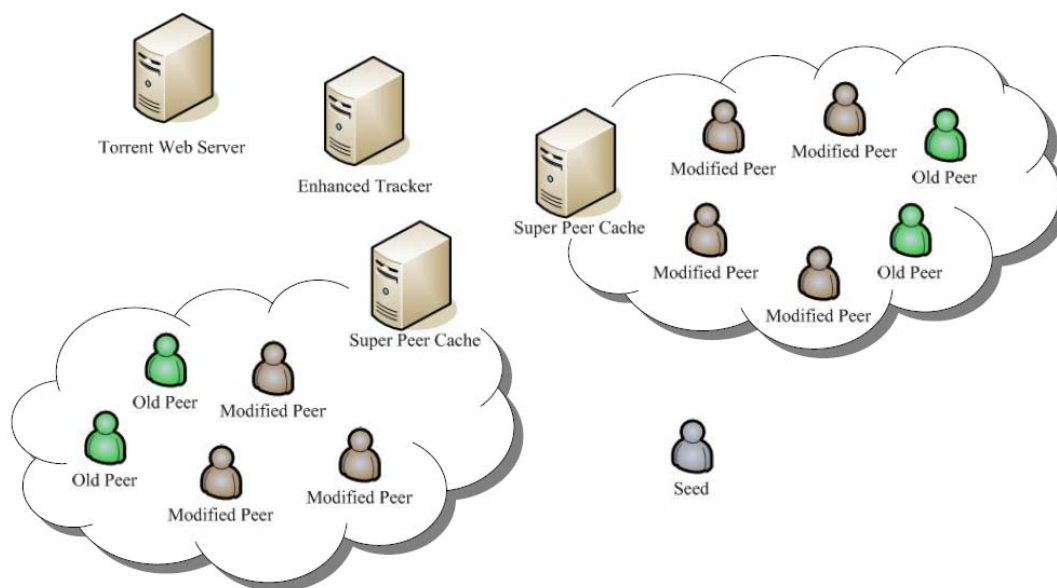 Torrent Web Server
Enhanced Tracker
Super Peer Cache
Modified Peer
Modified Peer
Old Peer
Modified Peer
Old Peer
Modified Peer
Super Peer Cache
Old Peer
Modified Peer
Old Peer
Modified Peer
Modified Peer
Seed